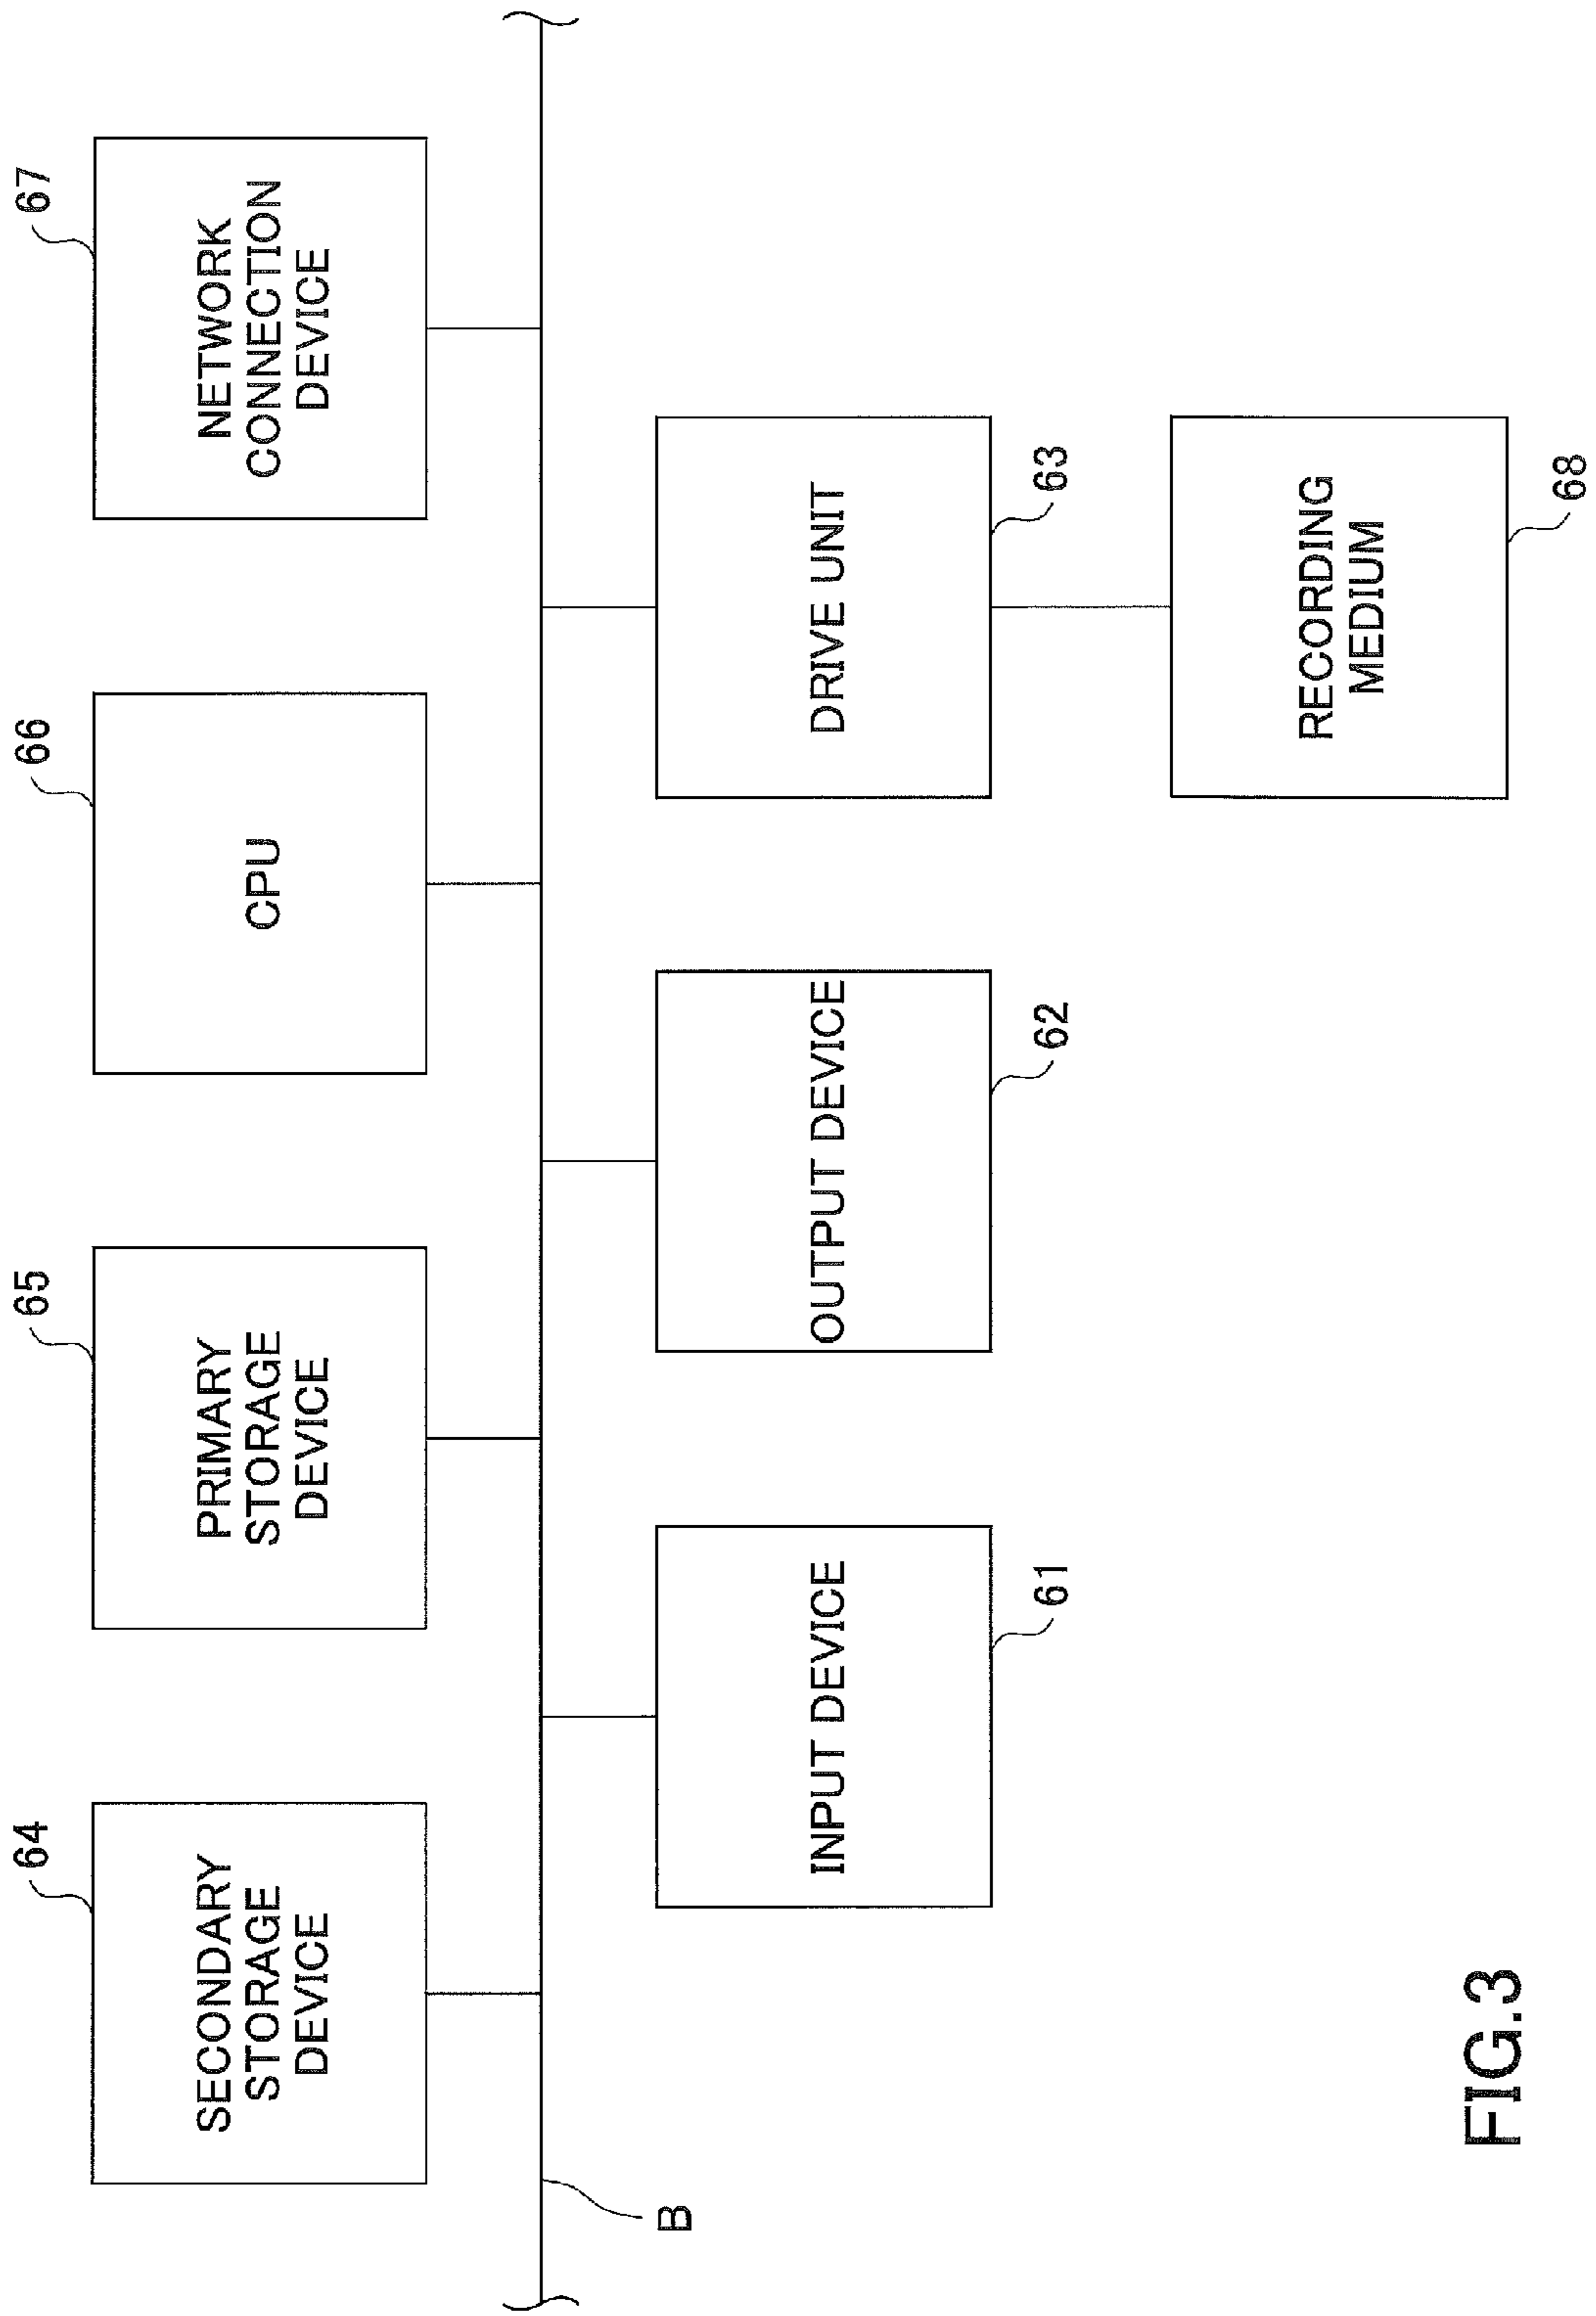 64
SECONDARY
STORAGE
DEVICE
65
PRIMARY
STORAGE
DEVICE
66
CPU
67
NETWORK
CONNECTION
DEVICE
B
INPUT DEVICE
61
OUTPUT DEVICE
62
DRIVE UNIT
63
RECORDING
MEDIUM
68
FIG.3